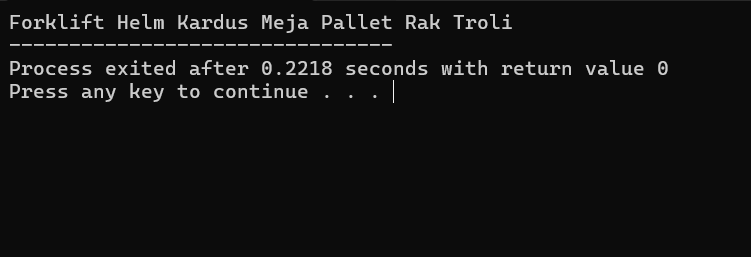 Forklift Helm Kardus Meja Pallet Rak Troli
--------------------------------
Process exited after 0.2218 seconds with return value 0
Press any key to continue . . .